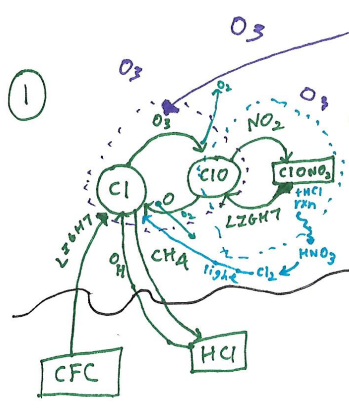 O3
O3
1
O3
O3
O2
NO2
Cl
ClO
ClONO2
O
O2
LIGHT
+HCl
rxn
LIGHT
OH
CH4
HNO3
light
Cl2
HCl
CFC